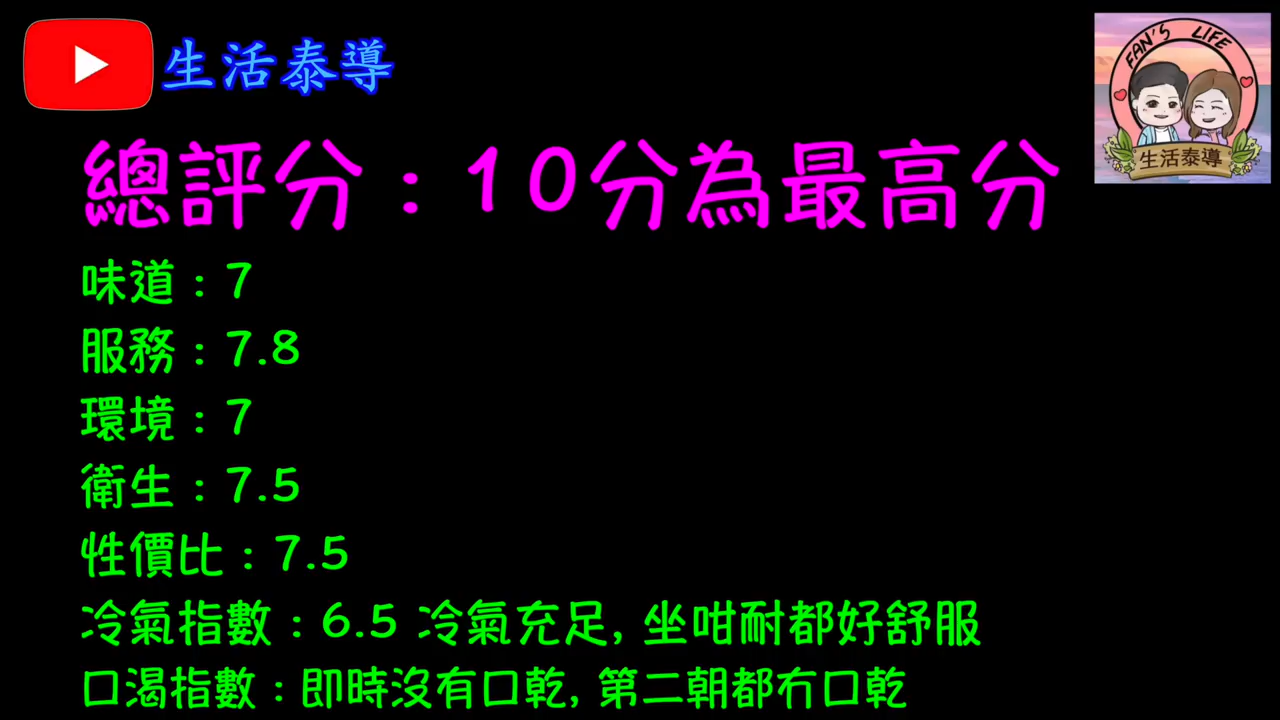 生活泰導
FAN'S LIFE
生活泰導
總評分：10分為最高分
味道：7
服務：7.8
環境：7
衛生：7.5
性價比：7.5
冷氣指數：6.5 冷氣充足, 坐咁耐都好舒服
口渴指數：即時沒有口乾, 第二朝都冇口乾